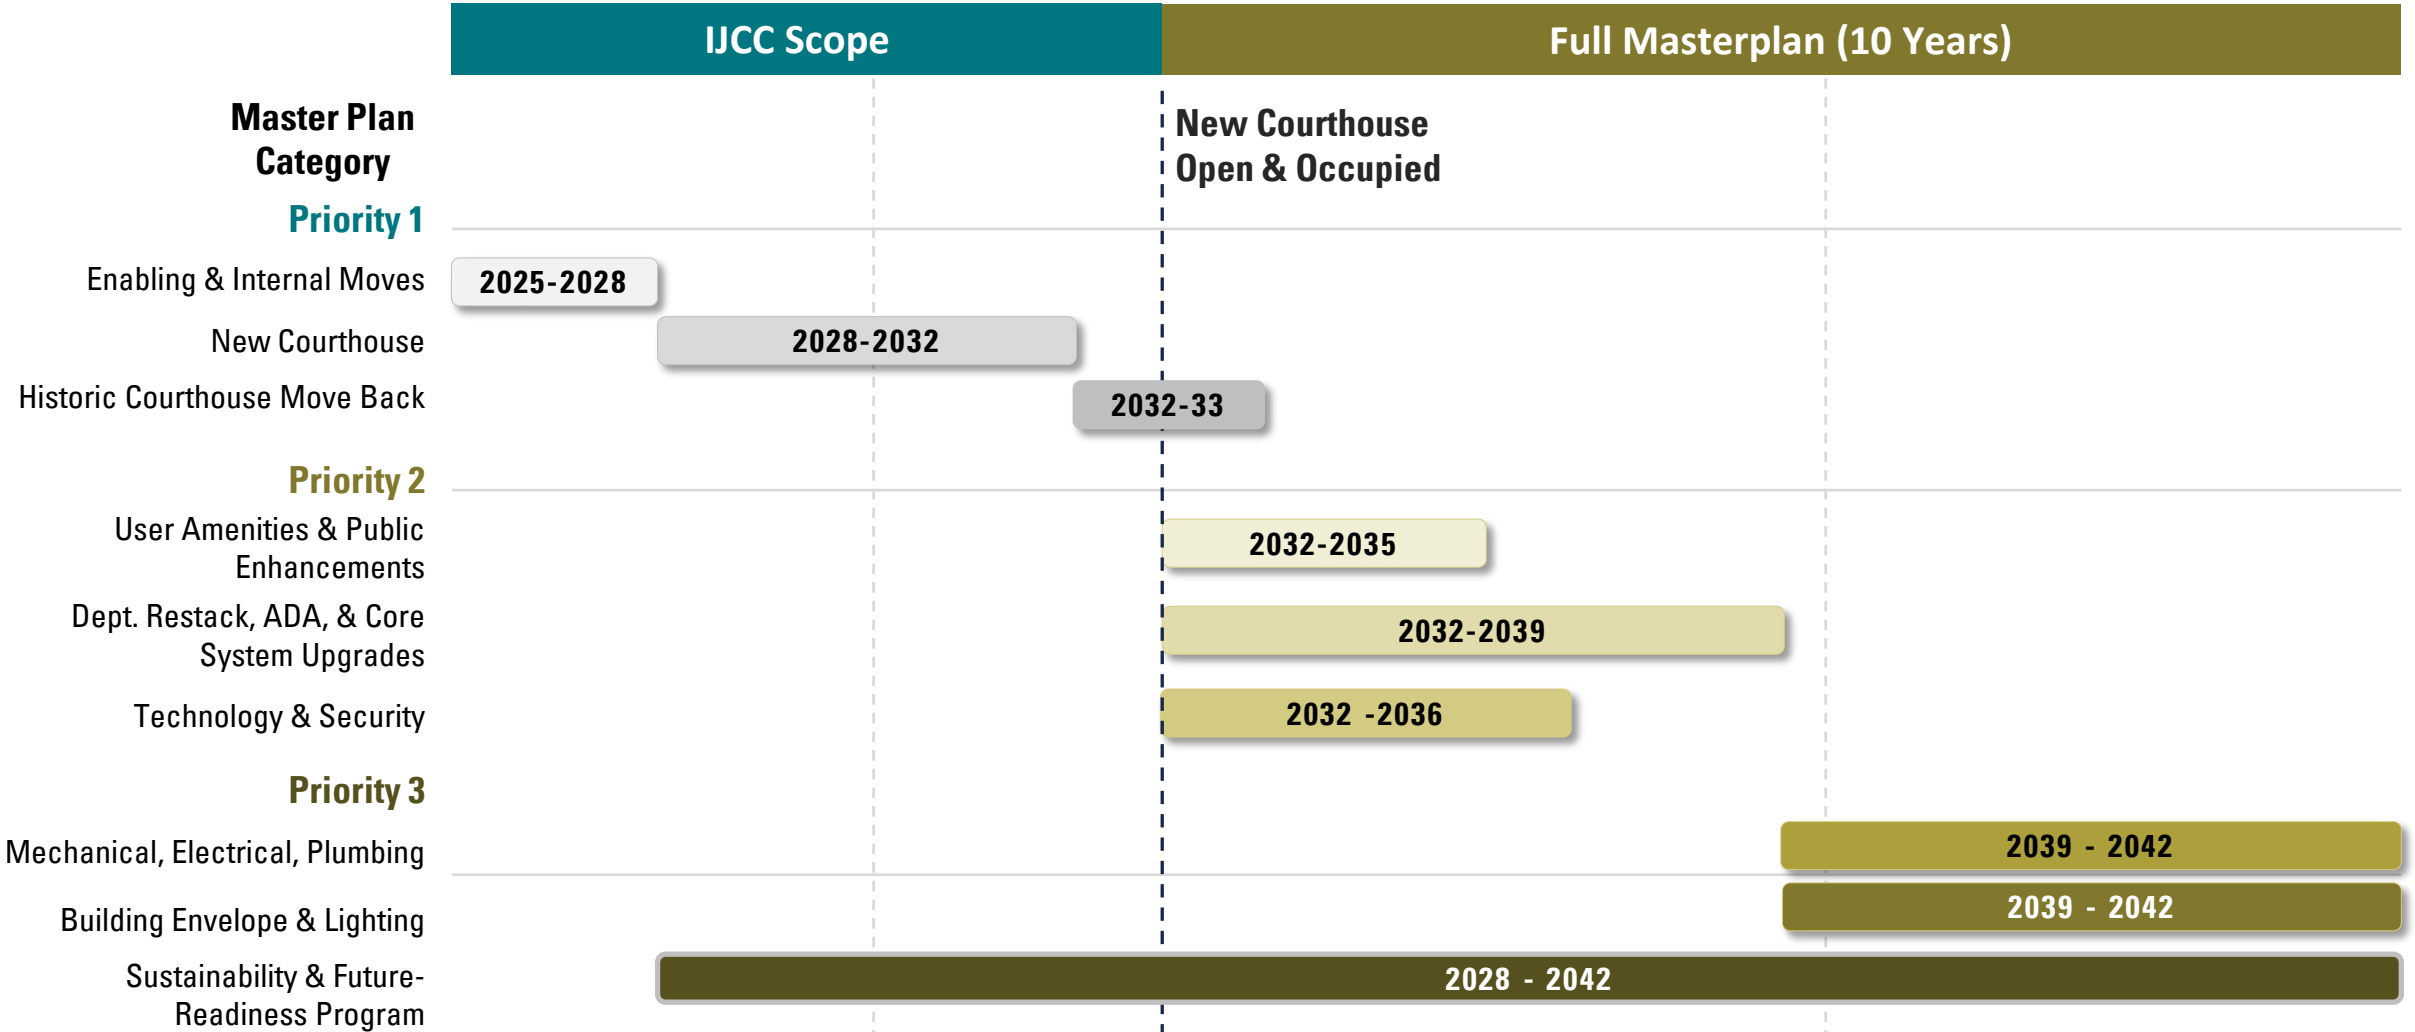 IJCC Scope
Full Masterplan (10 Years)
Master Plan
Category
New Courthouse
Open & Occupied
Priority 1
Enabling & Internal Moves
2025-2028
New Courthouse
2028-2032
Historic Courthouse Move Back
2032-33
Priority 2
User Amenities & Public
Enhancements
2032-2035
Dept. Restack, ADA, & Core
System Upgrades
2032-2039
Technology & Security
2032 -2036
Priority 3
Mechanical, Electrical, Plumbing
2039 - 2042
Building Envelope & Lighting
2039 - 2042
Sustainability & Future-
Readiness Program
2028 - 2042